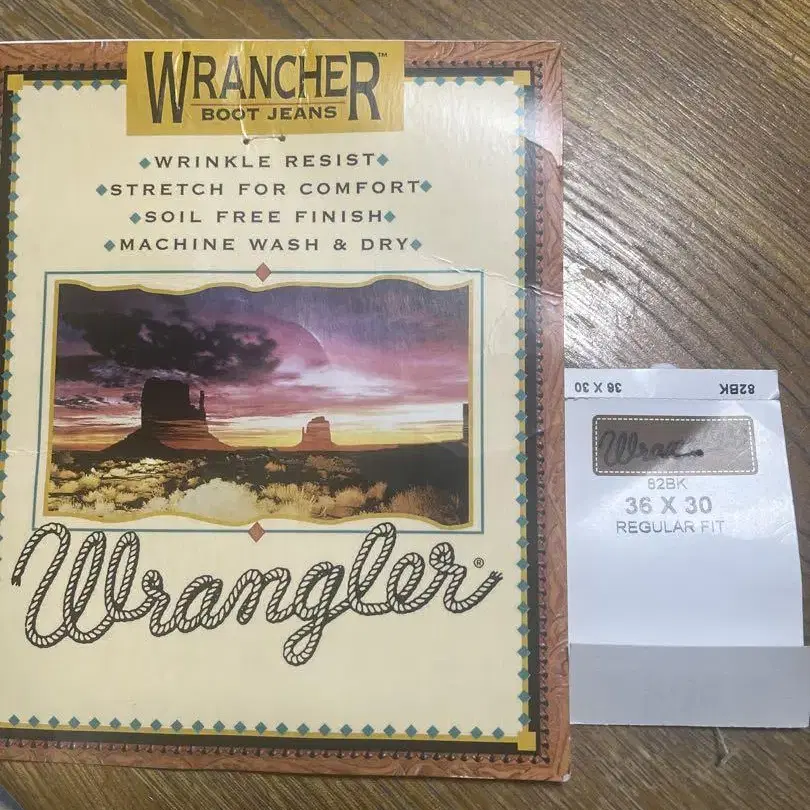 WRANCHER™
BOOT JEANS
◆WRINKLE RESIST◆
◆STRETCH FOR COMFORT◆
◆SOIL FREE FINISH◆
◆MACHINE WASH & DRY◆
Wrangler®
36 X 30 82BK
82BK
36 X 30
REGULAR FIT